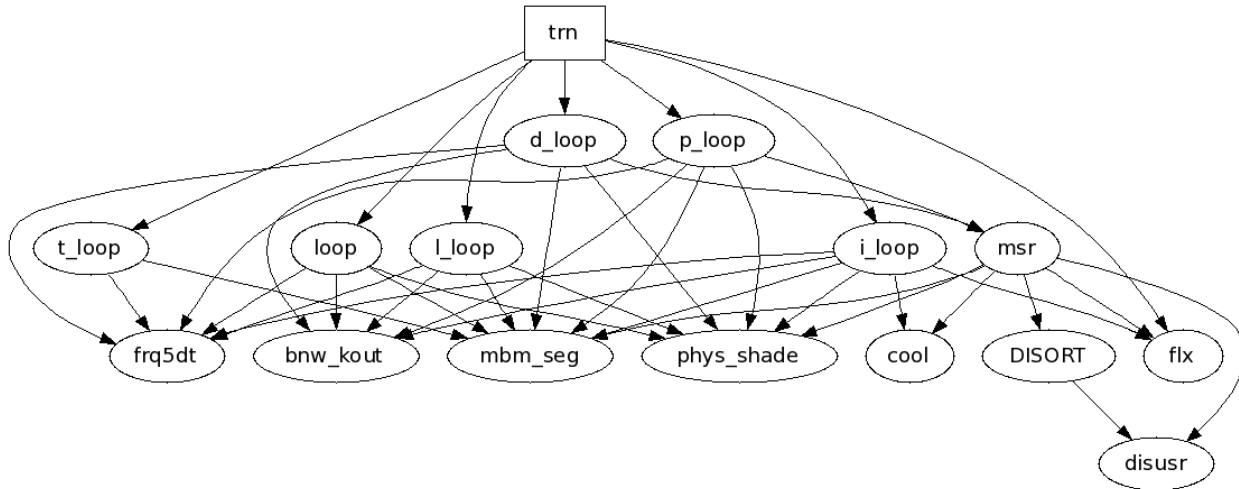 trn
d_loop
p_loop
t_loop
loop
l_loop
i_loop
msr
frq5dt
bnw_kout
mbm_seg
phys_shade
cool
DISORT
flx
disusr